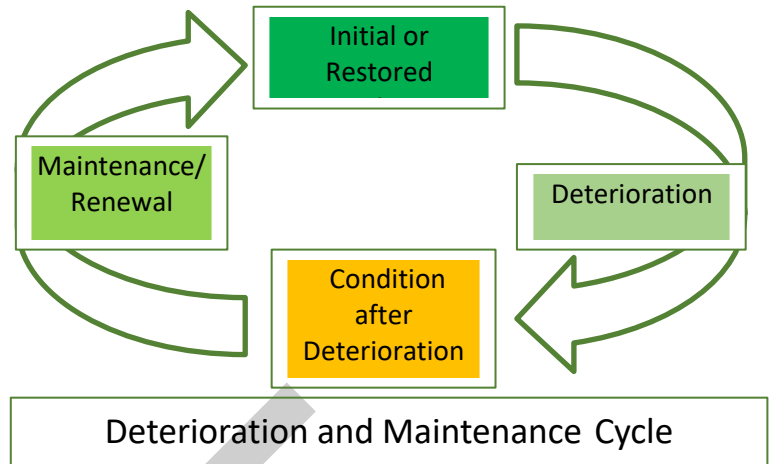 Initial or
Restored
Maintenance/
Renewal
Deterioration
Condition
after
Deterioration
Deterioration and Maintenance Cycle